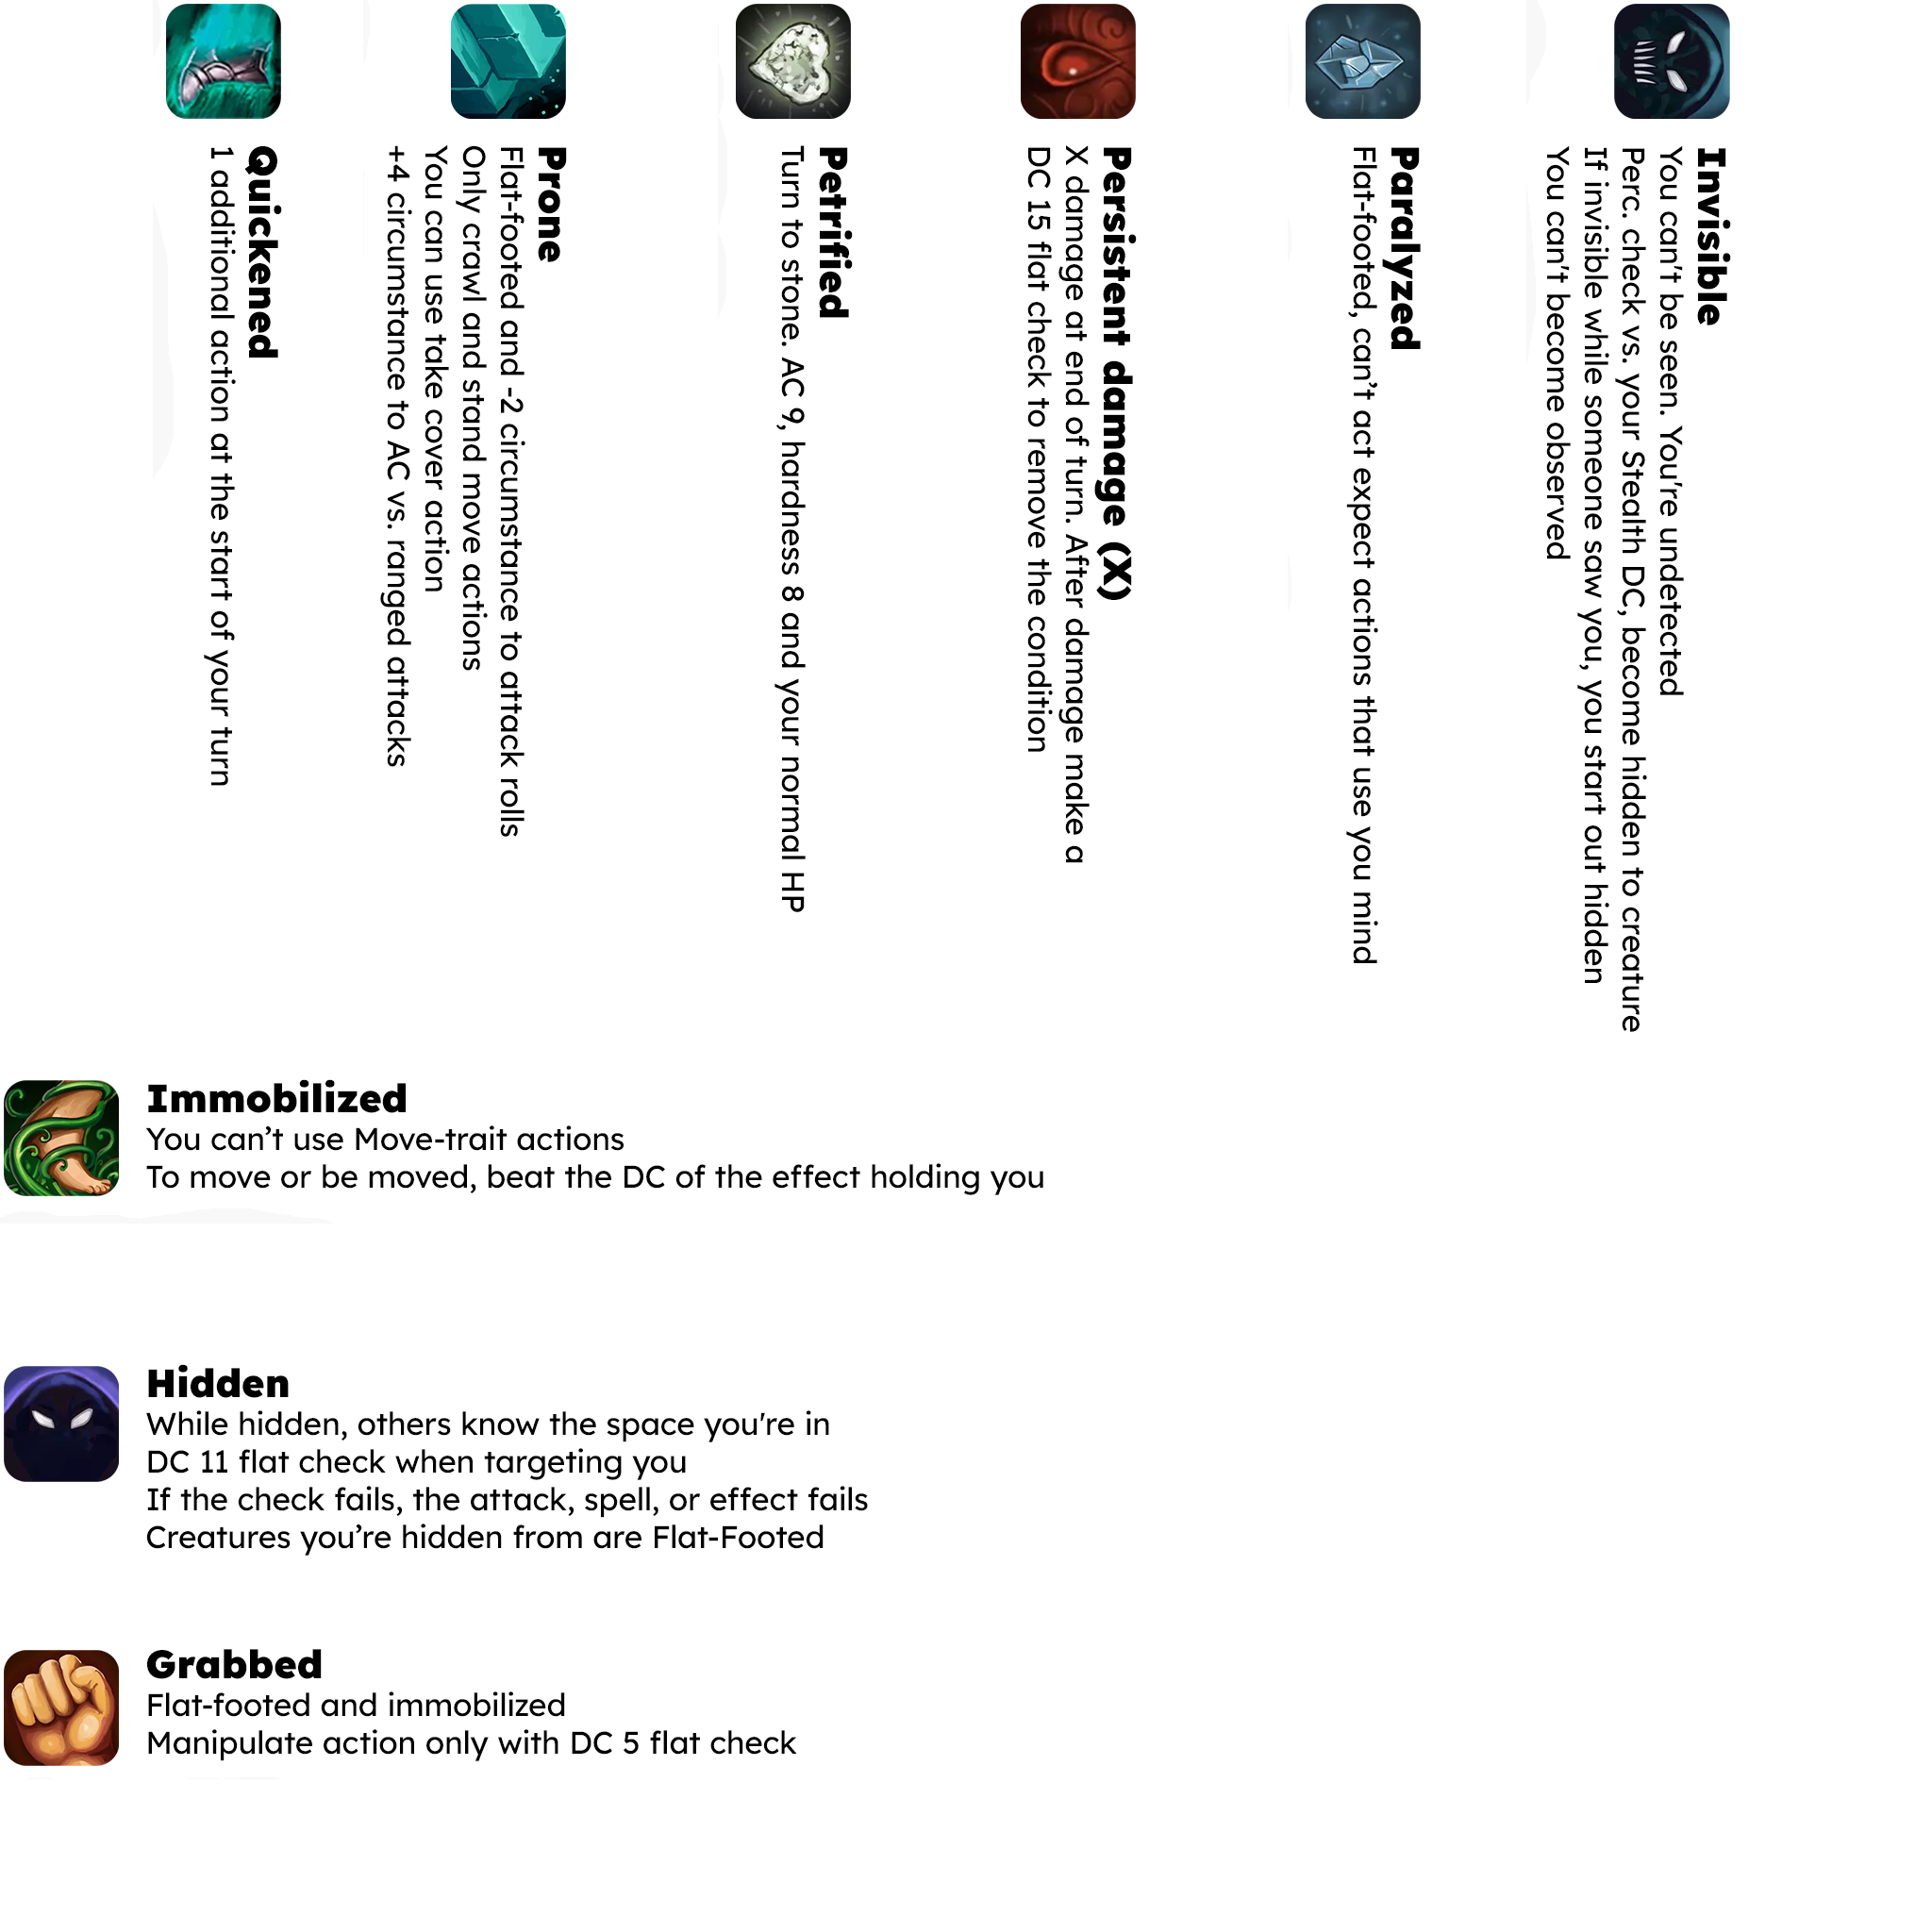 Quickened
1 additional action at the start of your turn
Prone
Flat-footed and -2 circumstance to attack rolls
Only crawl and stand move actions
You can use take cover action
+4 circumstance to AC vs. ranged attacks
Petrified
Turn to stone. AC 9, hardness 8 and your normal HP
Persistent damage (X)
X damage at end of turn. After damage make a
DC 15 flat check to remove the condition
Paralyzed
Flat-footed, can’t act expect actions that use you mind
Invisible
You can’t be seen. You’re undetected
Perc. check vs. your Stealth DC, become hidden to creature
If invisible while someone saw you, you start out hidden
You can’t become observed
Immobilized
You can’t use Move-trait actions
To move or be moved, beat the DC of the effect holding you
Hidden
While hidden, others know the space you're in
DC 11 flat check when targeting you
If the check fails, the attack, spell, or effect fails
Creatures you’re hidden from are Flat-Footed
Grabbed
Flat-footed and immobilized
Manipulate action only with DC 5 flat check